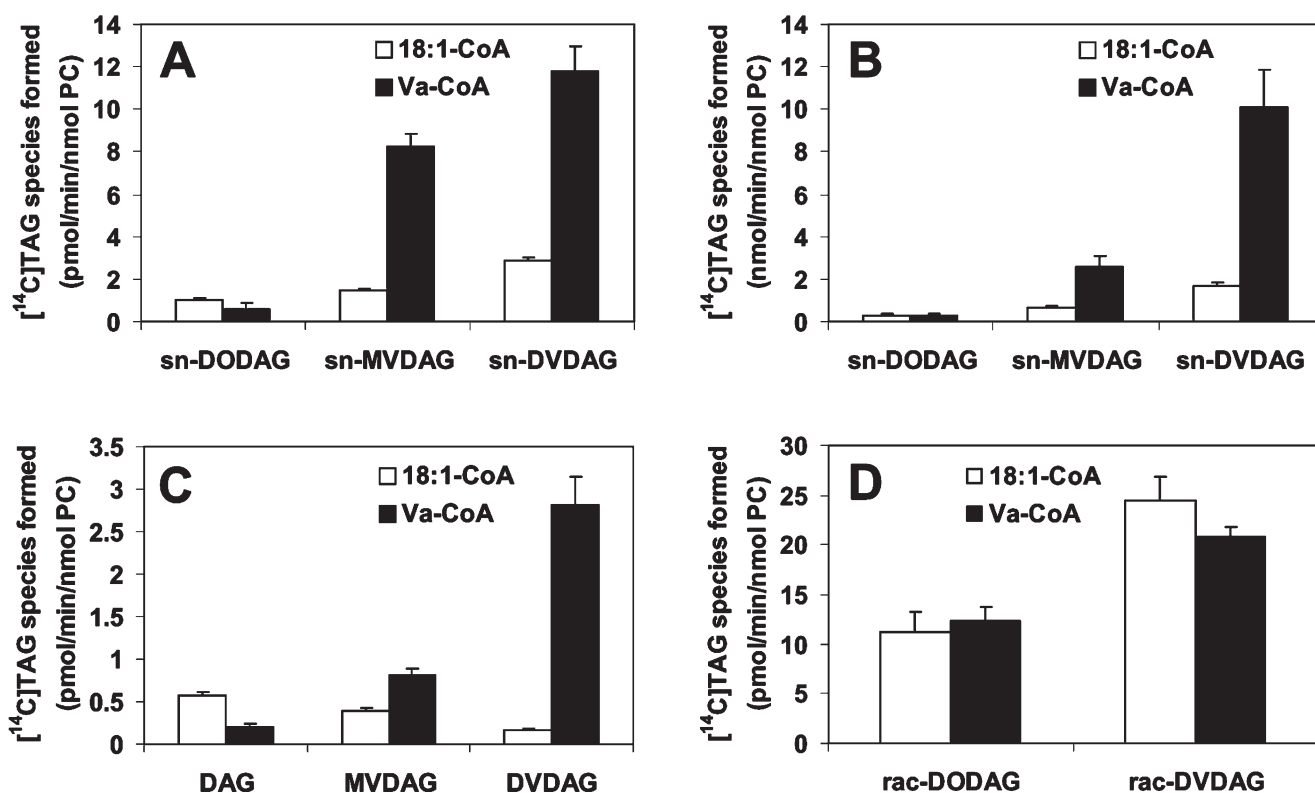 A
[¹⁴C]TAG species formed
(pmol/min/nmol PC)
14
12
10
8
6
4
2
0
18:1-CoA
Va-CoA
sn-DODAG sn-MVDAG sn-DVDAG
B
[¹⁴C]TAG species formed
(nmol/min/nmol PC)
14
12
10
8
6
4
2
0
18:1-CoA
Va-CoA
sn-DODAG sn-MVDAG sn-DVDAG
C
[¹⁴C]TAG species formed
(pmol/min/nmol PC)
3.5
3
2.5
2
1.5
1
0.5
0
18:1-CoA
Va-CoA
DAG MVDAG DVDAG
D
[¹⁴C]TAG species formed
(pmol/min/nmol PC)
30
25
20
15
10
5
0
18:1-CoA
Va-CoA
rac-DODAG rac-DVDAG